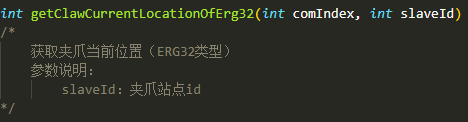 int getClawCurrentLocationOfErg32(int comIndex, int slaveId)
/*
获取夹爪当前位置（ERG32类型）
参数说明：
slaveId：夹爪站点id
*/